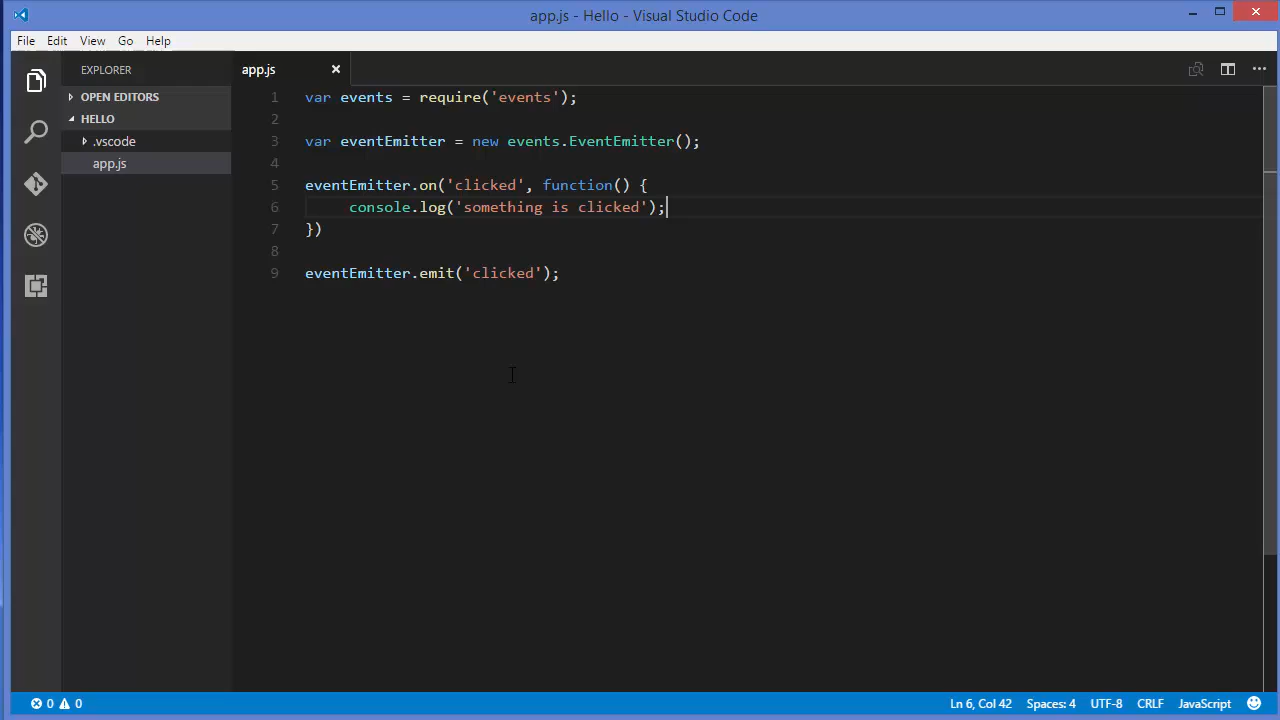 app.js - Hello - Visual Studio Code
File Edit View Go Help
EXPLORER
OPEN EDITORS
HELLO
.vscode
app.js
app.js
1 var events = require('events');
2
3 var eventEmitter = new events.EventEmitter();
4
5 eventEmitter.on('clicked', function() {
6     console.log('something is clicked');
7 })
8
9 eventEmitter.emit('clicked');
0 0 Ln 6, Col 42 Spaces: 4 UTF-8 CRLF JavaScript